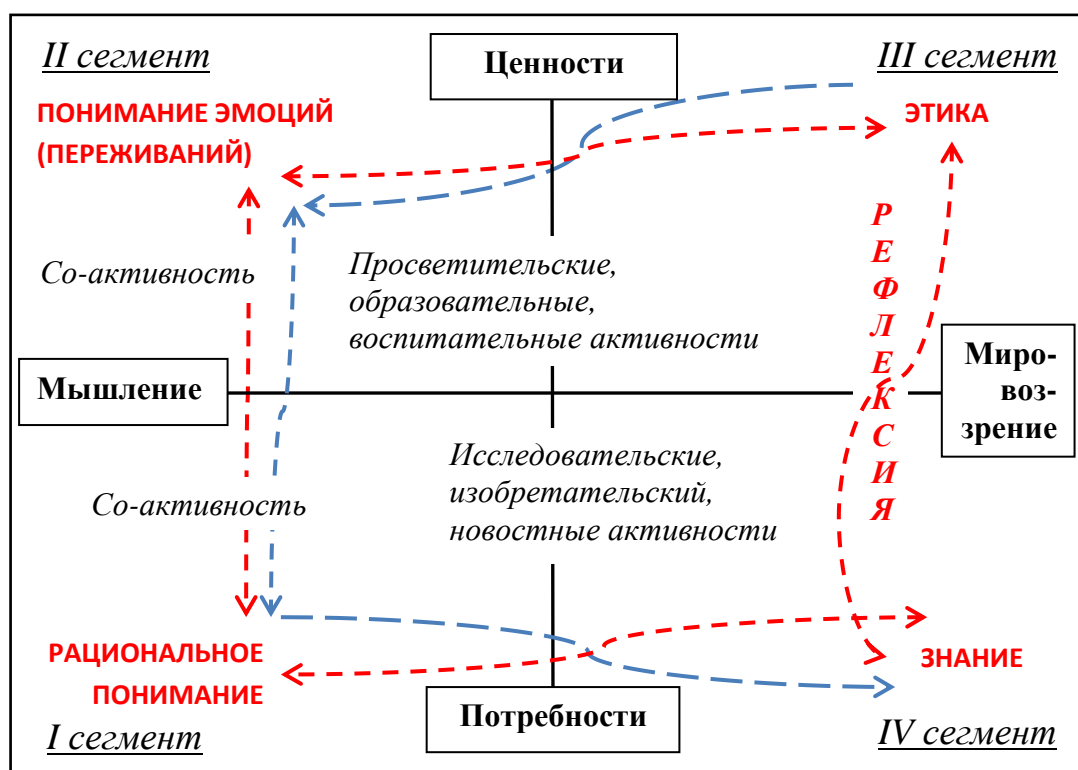 II сегмент
Ценности
III сегмент
ПОНИМАНИЕ ЭМОЦИЙ
(ПЕРЕЖИВАНИЙ)
ЭТИКА
РЕФЛЕКСИЯ
Со-активность
Просветительские,
образовательные,
воспитательные активности
Мышление
Миро-
воз-
зрение
Со-активность
Исследовательские,
изобретательский,
новостные активности
РАЦИОНАЛЬНОЕ
ПОНИМАНИЕ
ЗНАНИЕ
Потребности
I сегмент
IV сегмент